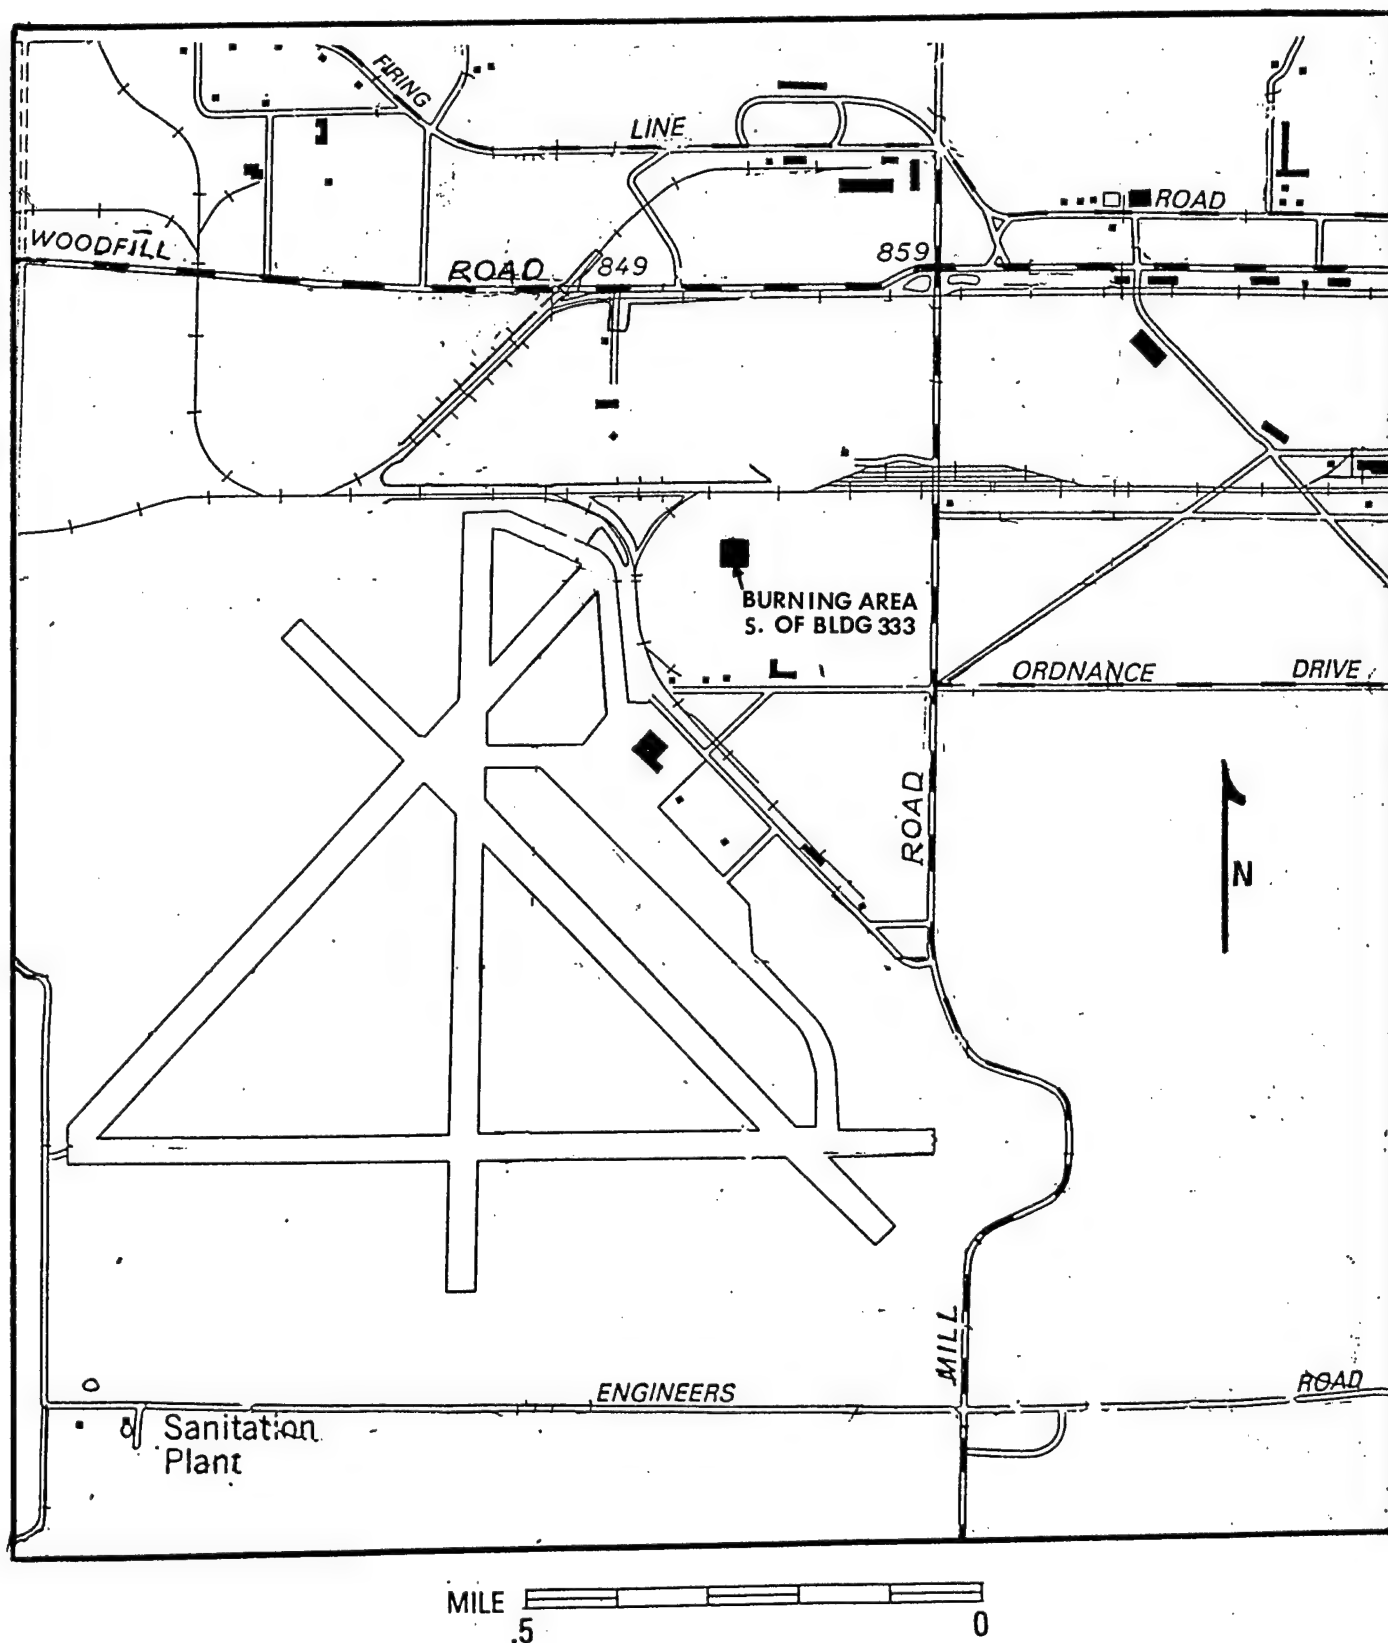 FIRING
LINE
ROAD
WOODFILL
ROAD
849
859
BURNING AREA
S. OF BLDG 333
ORDNANCE DRIVE
ROAD
N
MILL
ENGINEERS
ROAD
Sanitation
Plant
MILE
.5 0